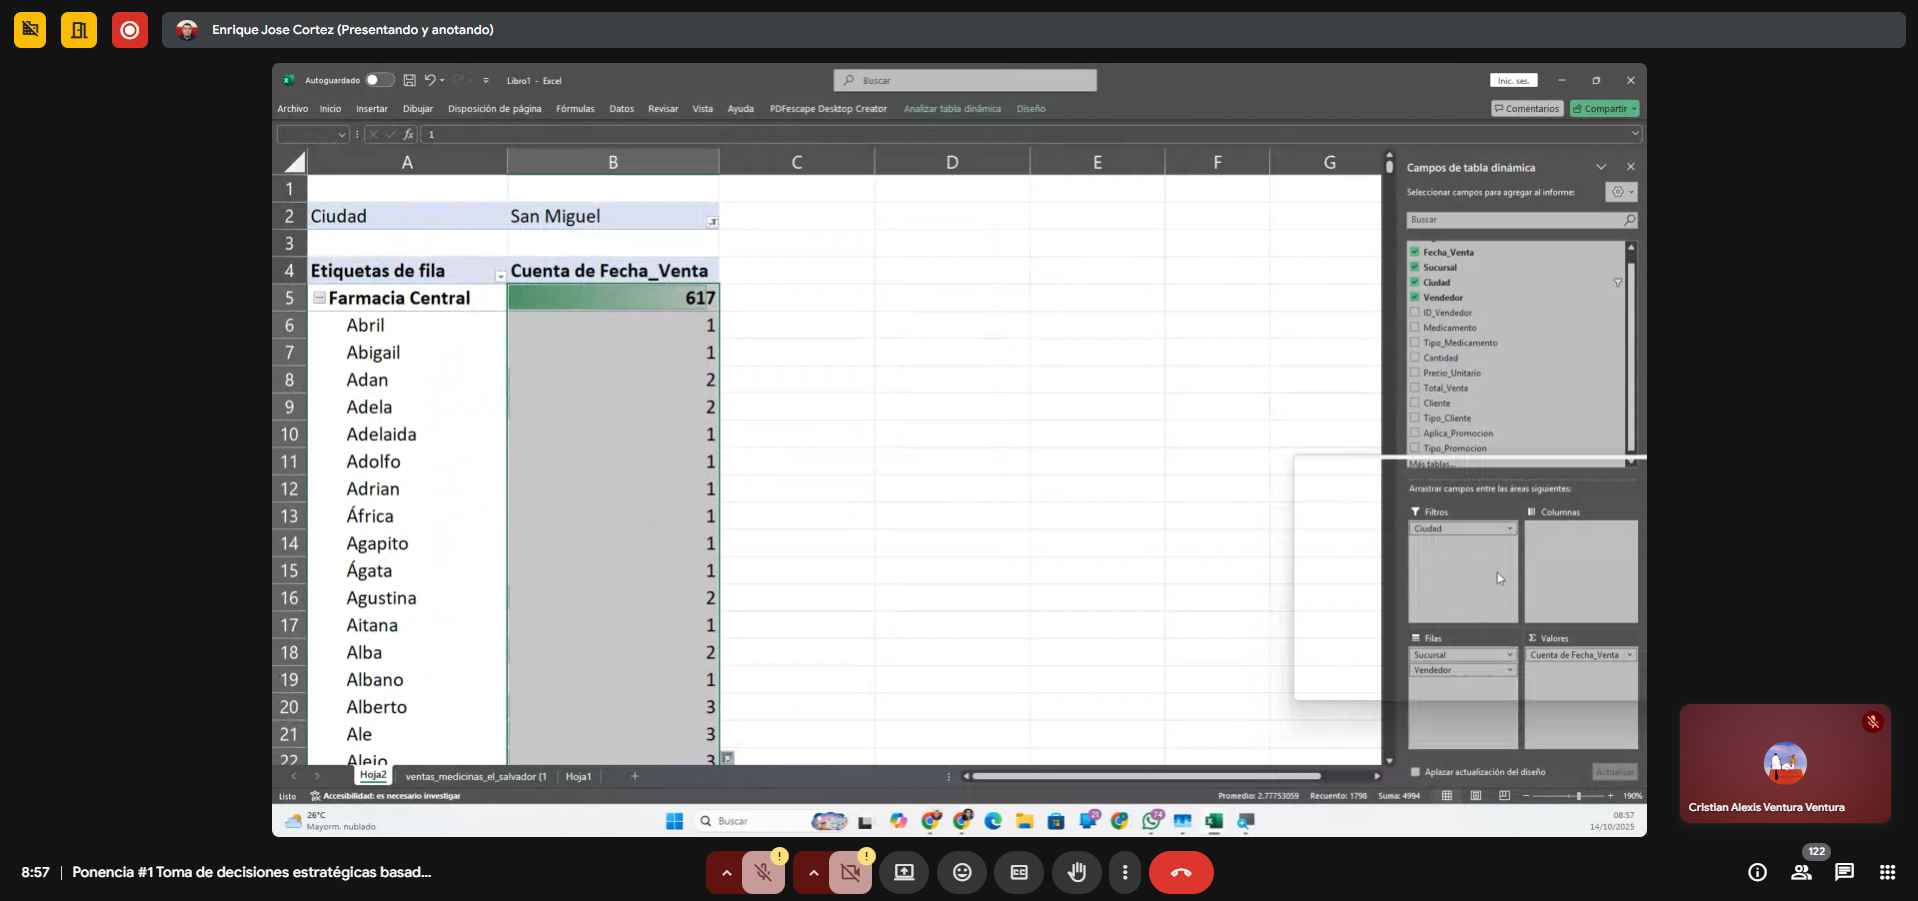 Enrique Jose Cortez (Presentando y anotando)
Autoguardado
Libro1 - Excel
Buscar
Inic. ses.
Archivo Inicio Insertar Dibujar Disposición de página Fórmulas Datos Revisar Vista Ayuda PDFescape Desktop Creator Analizar tabla dinámica Diseño
Comentarios Compartir
fx 1
A B C D E F G
1
2 Ciudad San Miguel
3
4 Etiquetas de fila Cuenta de Fecha_Venta
5 Farmacia Central 617
6 Abril 1
7 Abigail 1
8 Adan 2
9 Adela 2
10 Adelaida 1
11 Adolfo 1
12 Adrian 1
13 África 1
14 Agapito 1
15 Ágata 1
16 Agustina 2
17 Aitana 1
18 Alba 2
19 Albano 1
20 Alberto 3
21 Ale 3
22 Alejo 3
Campos de tabla dinámica
Seleccionar campos para agregar al informe:
Buscar
Fecha_Venta
Sucursal
Ciudad
Vendedor
ID_Vendedor
Medicamento
Tipo_Medicamento
Cantidad
Precio_Unitario
Total_Venta
Cliente
Tipo_Cliente
Aplica_Promocion
Tipo_Promocion
Más tablas...
Arrastrar campos entre las áreas siguientes:
Filtros Columnas
Ciudad
Filas Σ Valores
Sucursal Cuenta de Fecha_Venta
Vendedor
Aplazar actualización del diseño Actualizar
Hoja2 ventas_medicinas_el_salvador (1 Hoja1
Listo Accesibilidad: es necesario investigar Promedio: 2.77753059 Recuento: 1798 Suma: 4994 190%
26°C
Mayorm. nublado
Buscar
08:57
14/10/2025
Cristian Alexis Ventura Ventura
8:57 Ponencia #1 Toma de decisiones estratégicas basad...
122